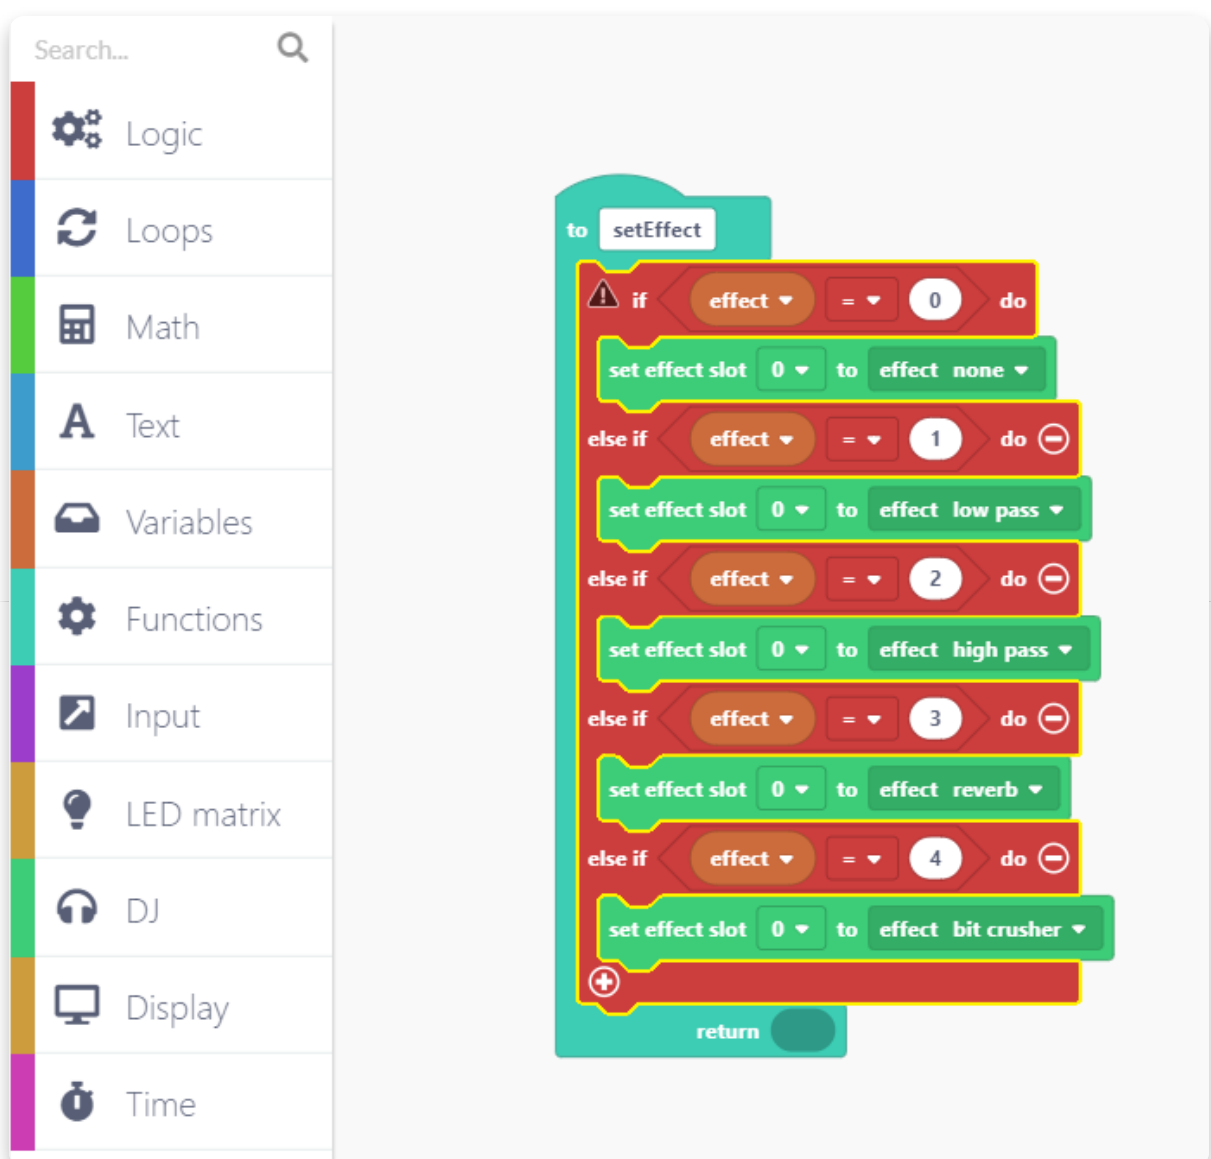 Search...
Logic
Loops
Math
Text
Variables
Functions
Input
LED matrix
DJ
Display
Time
to setEffect
if effect = 0 do
set effect slot 0 to effect none
else if effect = 1 do
set effect slot 0 to effect low pass
else if effect = 2 do
set effect slot 0 to effect high pass
else if effect = 3 do
set effect slot 0 to effect reverb
else if effect = 4 do
set effect slot 0 to effect bit crusher
return